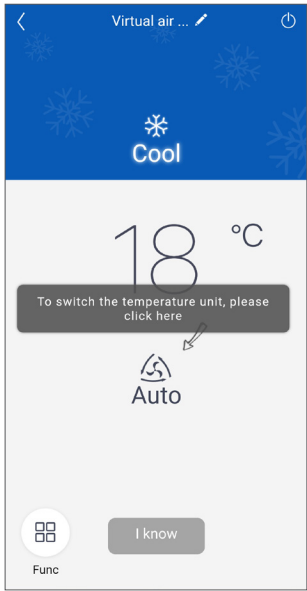 Virtual air ...
Cool
18 °C
To switch the temperature unit, please
click here
Auto
I know
Func